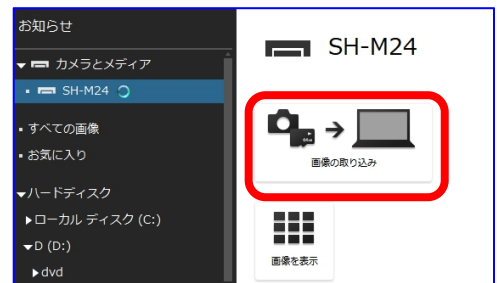 お知らせ
カメラとメディア
SH-M24
すべての画像
お気に入り
ハードディスク
ローカル ディスク (C:)
D (D:)
dvd
SH-M24
画像の取り込み
画像を表示